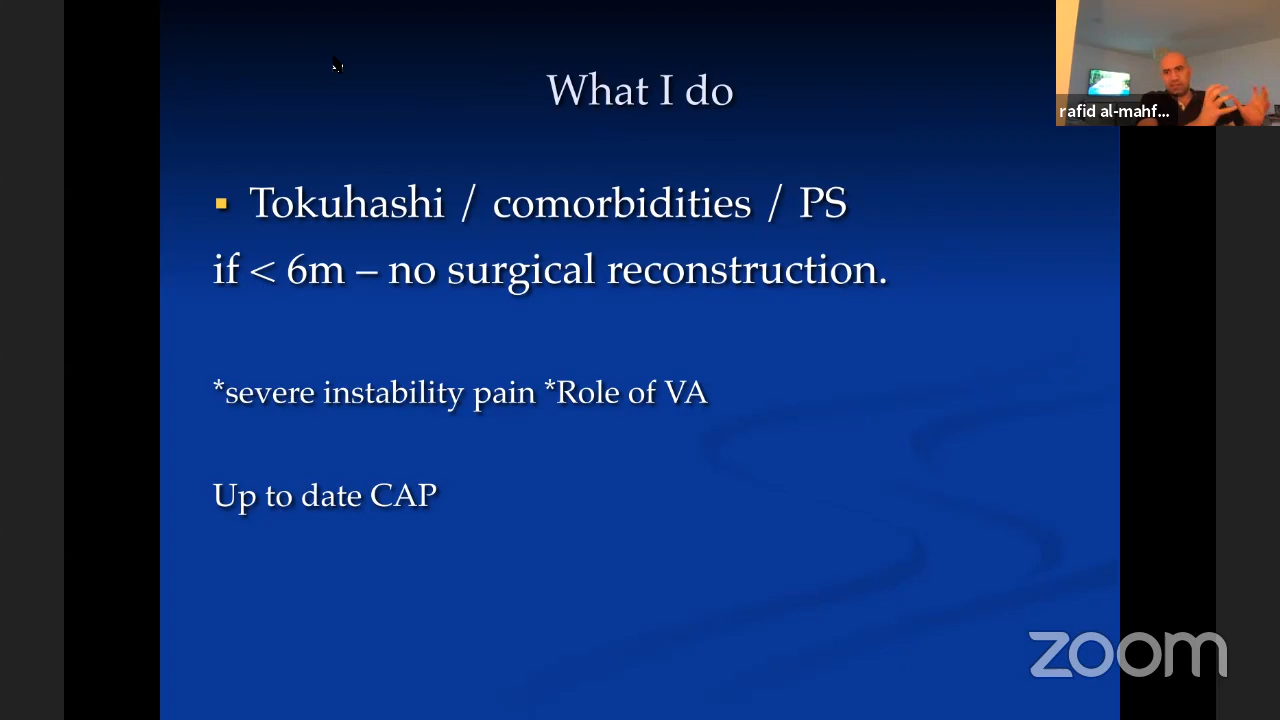 What I do
rafid al-mahf...
Tokuhashi / comorbidities / PS
if < 6m – no surgical reconstruction.
*severe instability pain *Role of VA
Up to date CAP
zoom